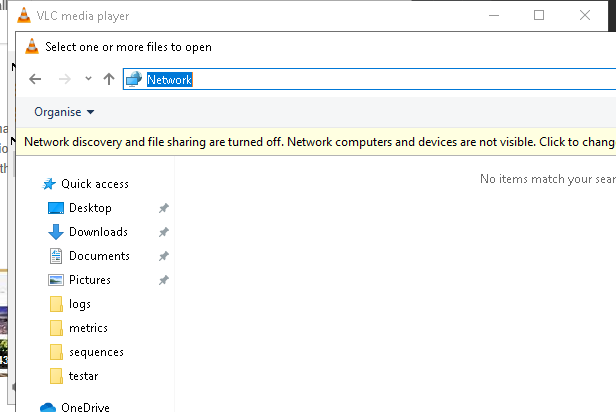 VLC media player
Select one or more files to open
Network
Organise
Network discovery and file sharing are turned off. Network computers and devices are not visible. Click to chang
No items match your sear
Quick access
Desktop
Downloads
Documents
Pictures
logs
metrics
sequences
testar
OneDrive